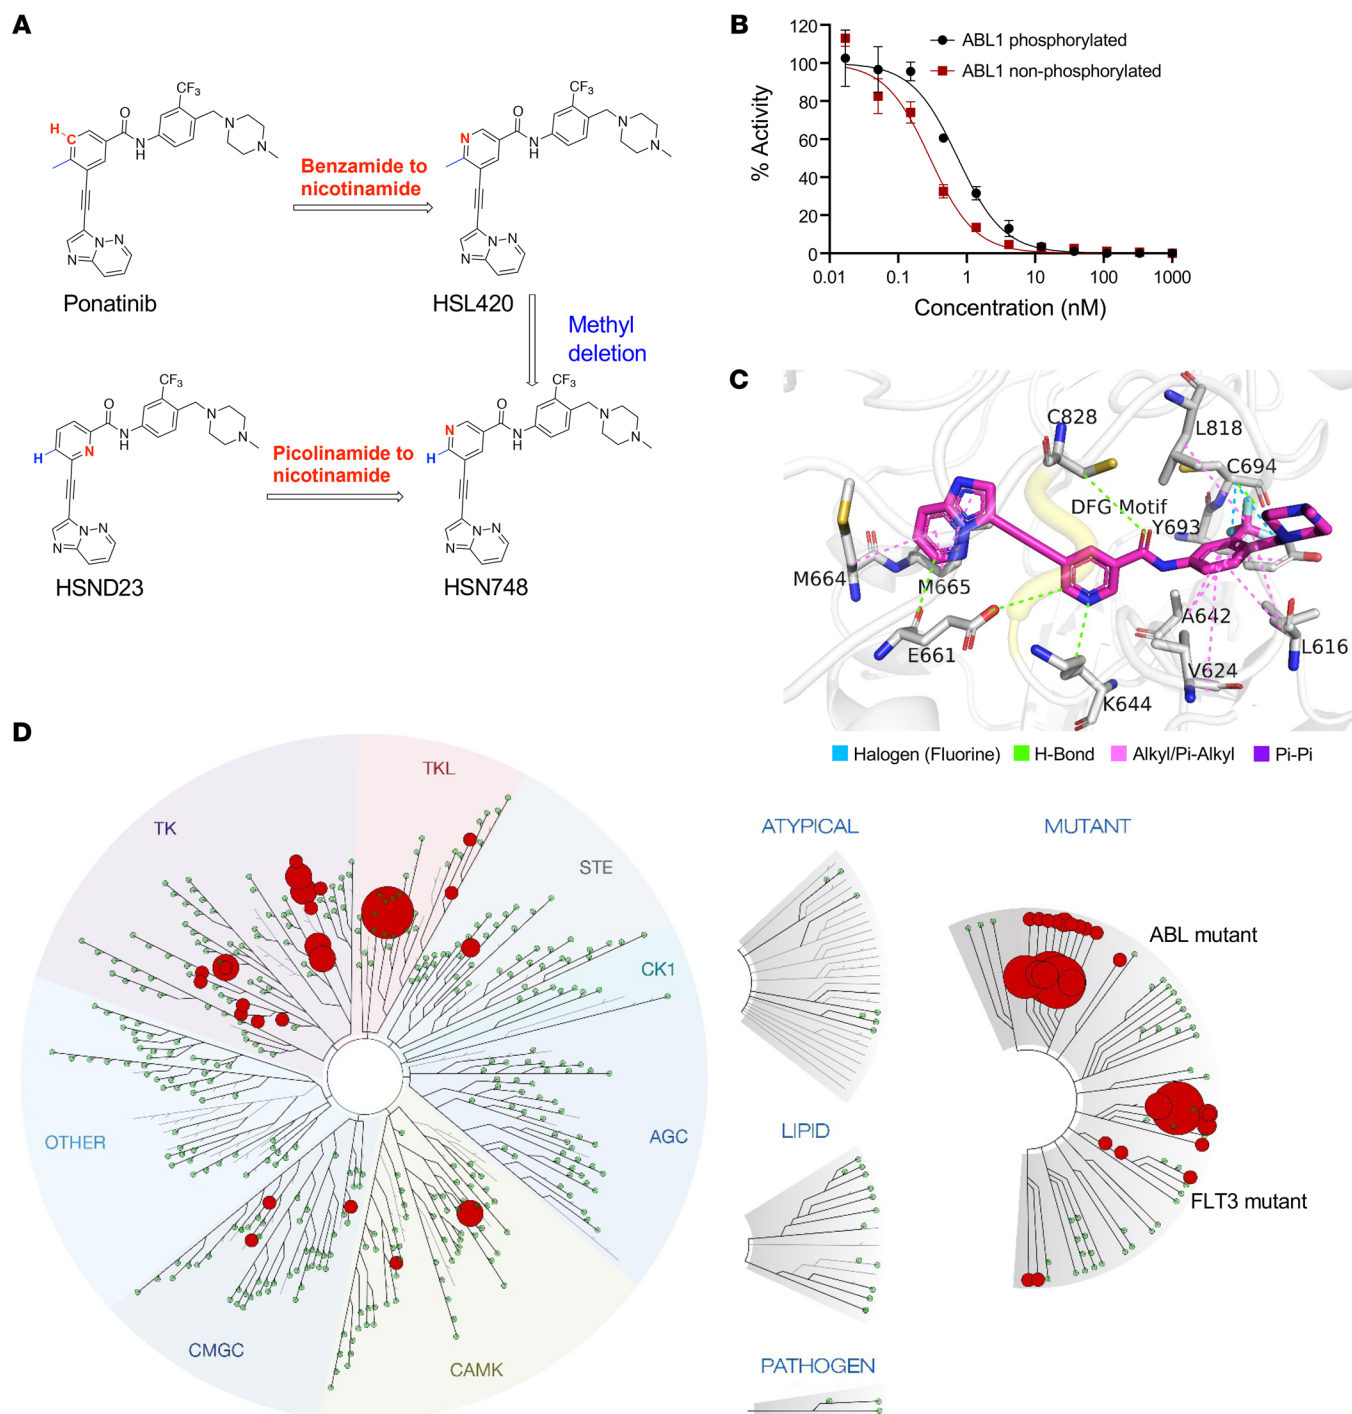 A
CF3
O
N
H
N
N
H
C
N
N
N
Ponatinib
Benzamide to
nicotinamide
CF3
O
N
H
N
N
N
N
N
N
HSL420
Methyl
deletion
CF3
O
N
H
N
N
H
N
N
N
N
HSND23
Picolinamide to
nicotinamide
CF3
O
N
H
N
N
N
H
N
N
N
HSN748
B
ABL1 phosphorylated
ABL1 non-phosphorylated
% Activity
120
100
80
60
40
20
0
0.01
0.1
1
10
100
1000
Concentration (nM)
C
C828
L818
C694
DFG Motif
Y693
M664
M665
A642
E661
L616
V624
K644
Halogen (Fluorine)
H-Bond
Alkyl/Pi-Alkyl
Pi-Pi
D
TKL
TK
STE
CK1
AGC
OTHER
CMGC
CAMK
ATYPICAL
LIPID
PATHOGEN
MUTANT
ABL mutant
FLT3 mutant